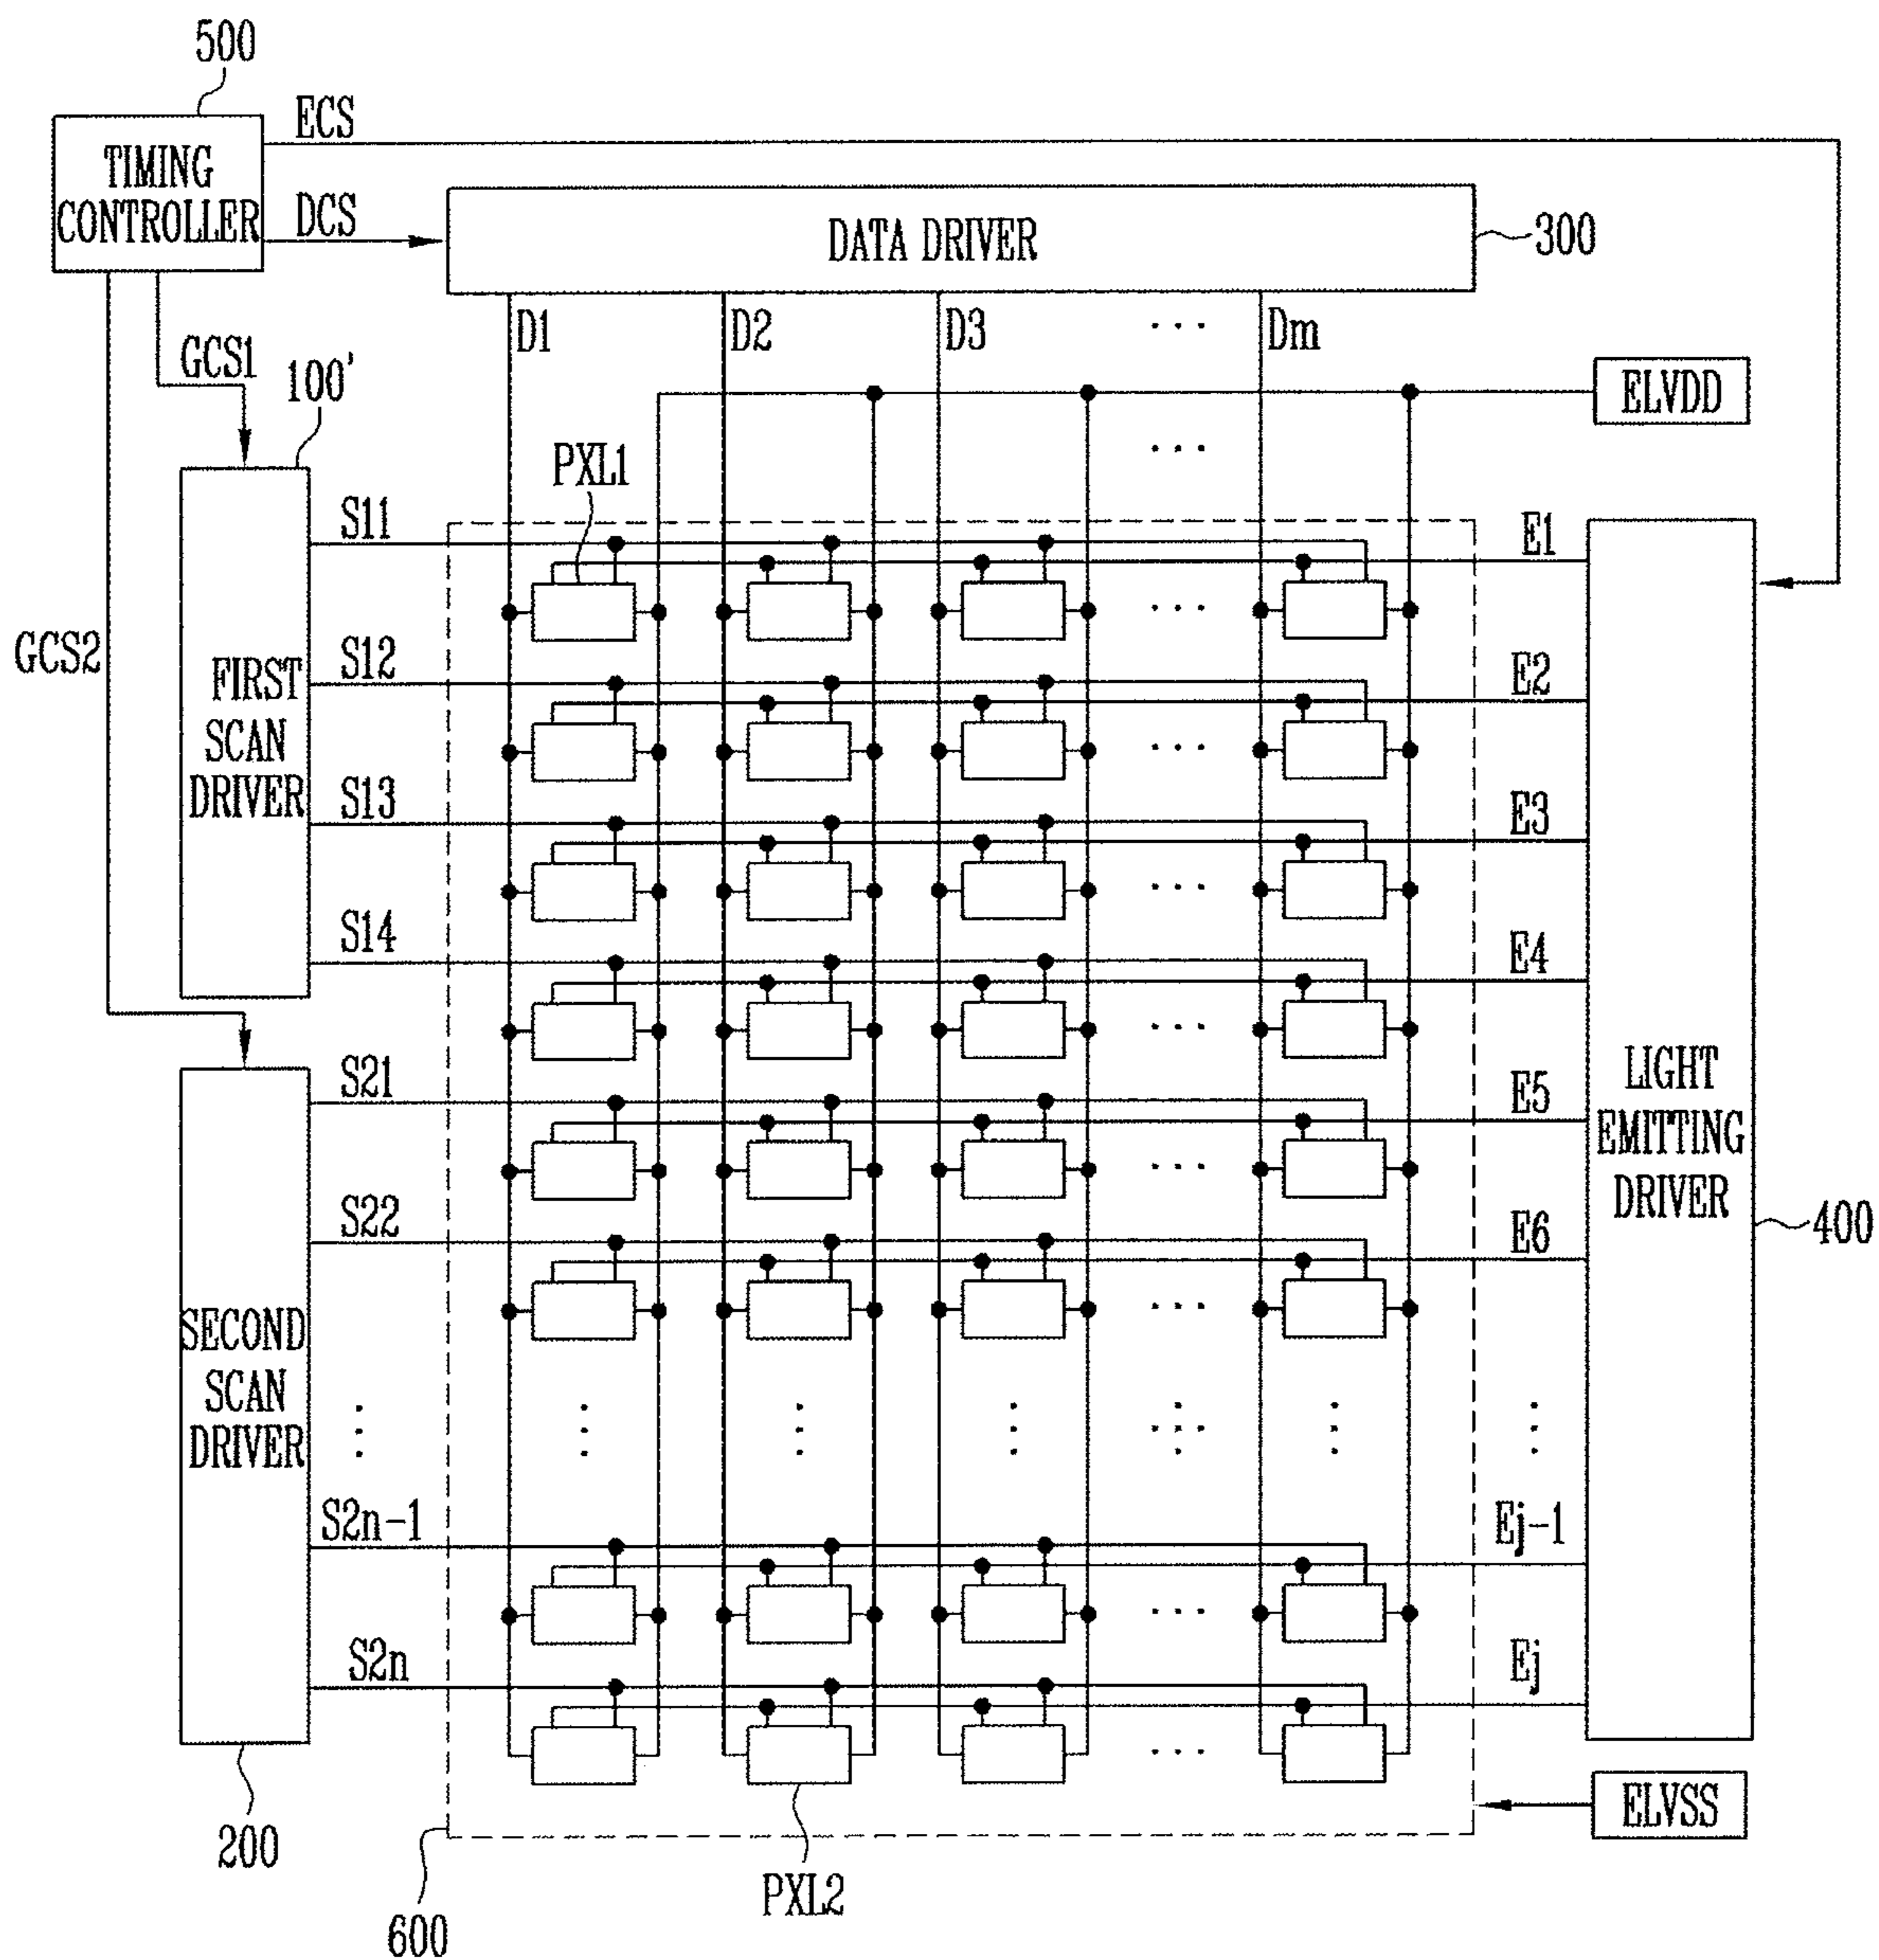 500
ECS
TIMING
CONTROLLER
DCS
DATA DRIVER
300
D1
D2
D3
...
Dm
GCS1
100'
ELVDD
...
PXL1
S11
E1
...
GCS2
S12
E2
FIRST
SCAN
DRIVER
...
S13
E3
...
S14
E4
...
S21
E5
LIGHT
EMITTING
DRIVER
...
S22
E6
400
...
SECOND
SCAN
DRIVER
S2n-1
Ej-1
...
S2n
Ej
...
ELVSS
200
PXL2
600